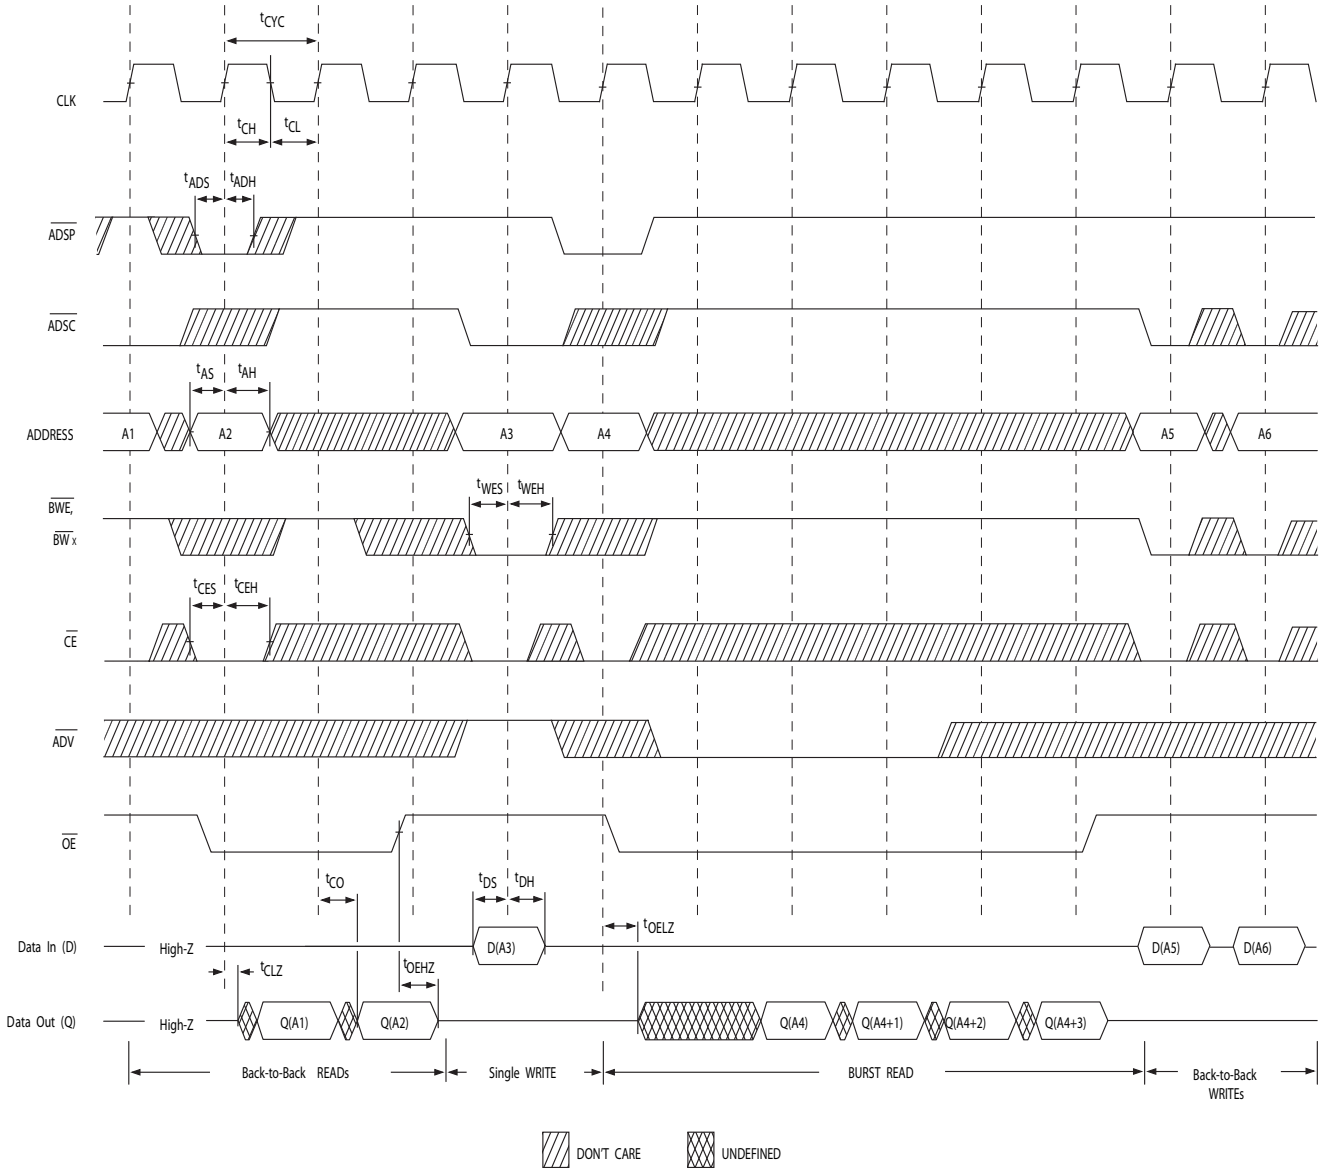 tCYC
CLK
tCH tCL
tADS tADH
ADSP
ADSC
tAS tAH
ADDRESS A1 A2 A3 A4 A5 A6
tWES tWEH
BWE,
BW x
tCES tCEH
CE
ADV
OE
tCO tDS tDH
tOELZ
Data In (D) High-Z D(A3) D(A5) D(A6)
tCLZ tOEHZ
Data Out (Q) High-Z Q(A1) Q(A2) Q(A4) Q(A4+1) Q(A4+2) Q(A4+3)
Back-to-Back READs Single WRITE BURST READ Back-to-Back
WRITEs
DON'T CARE UNDEFINED